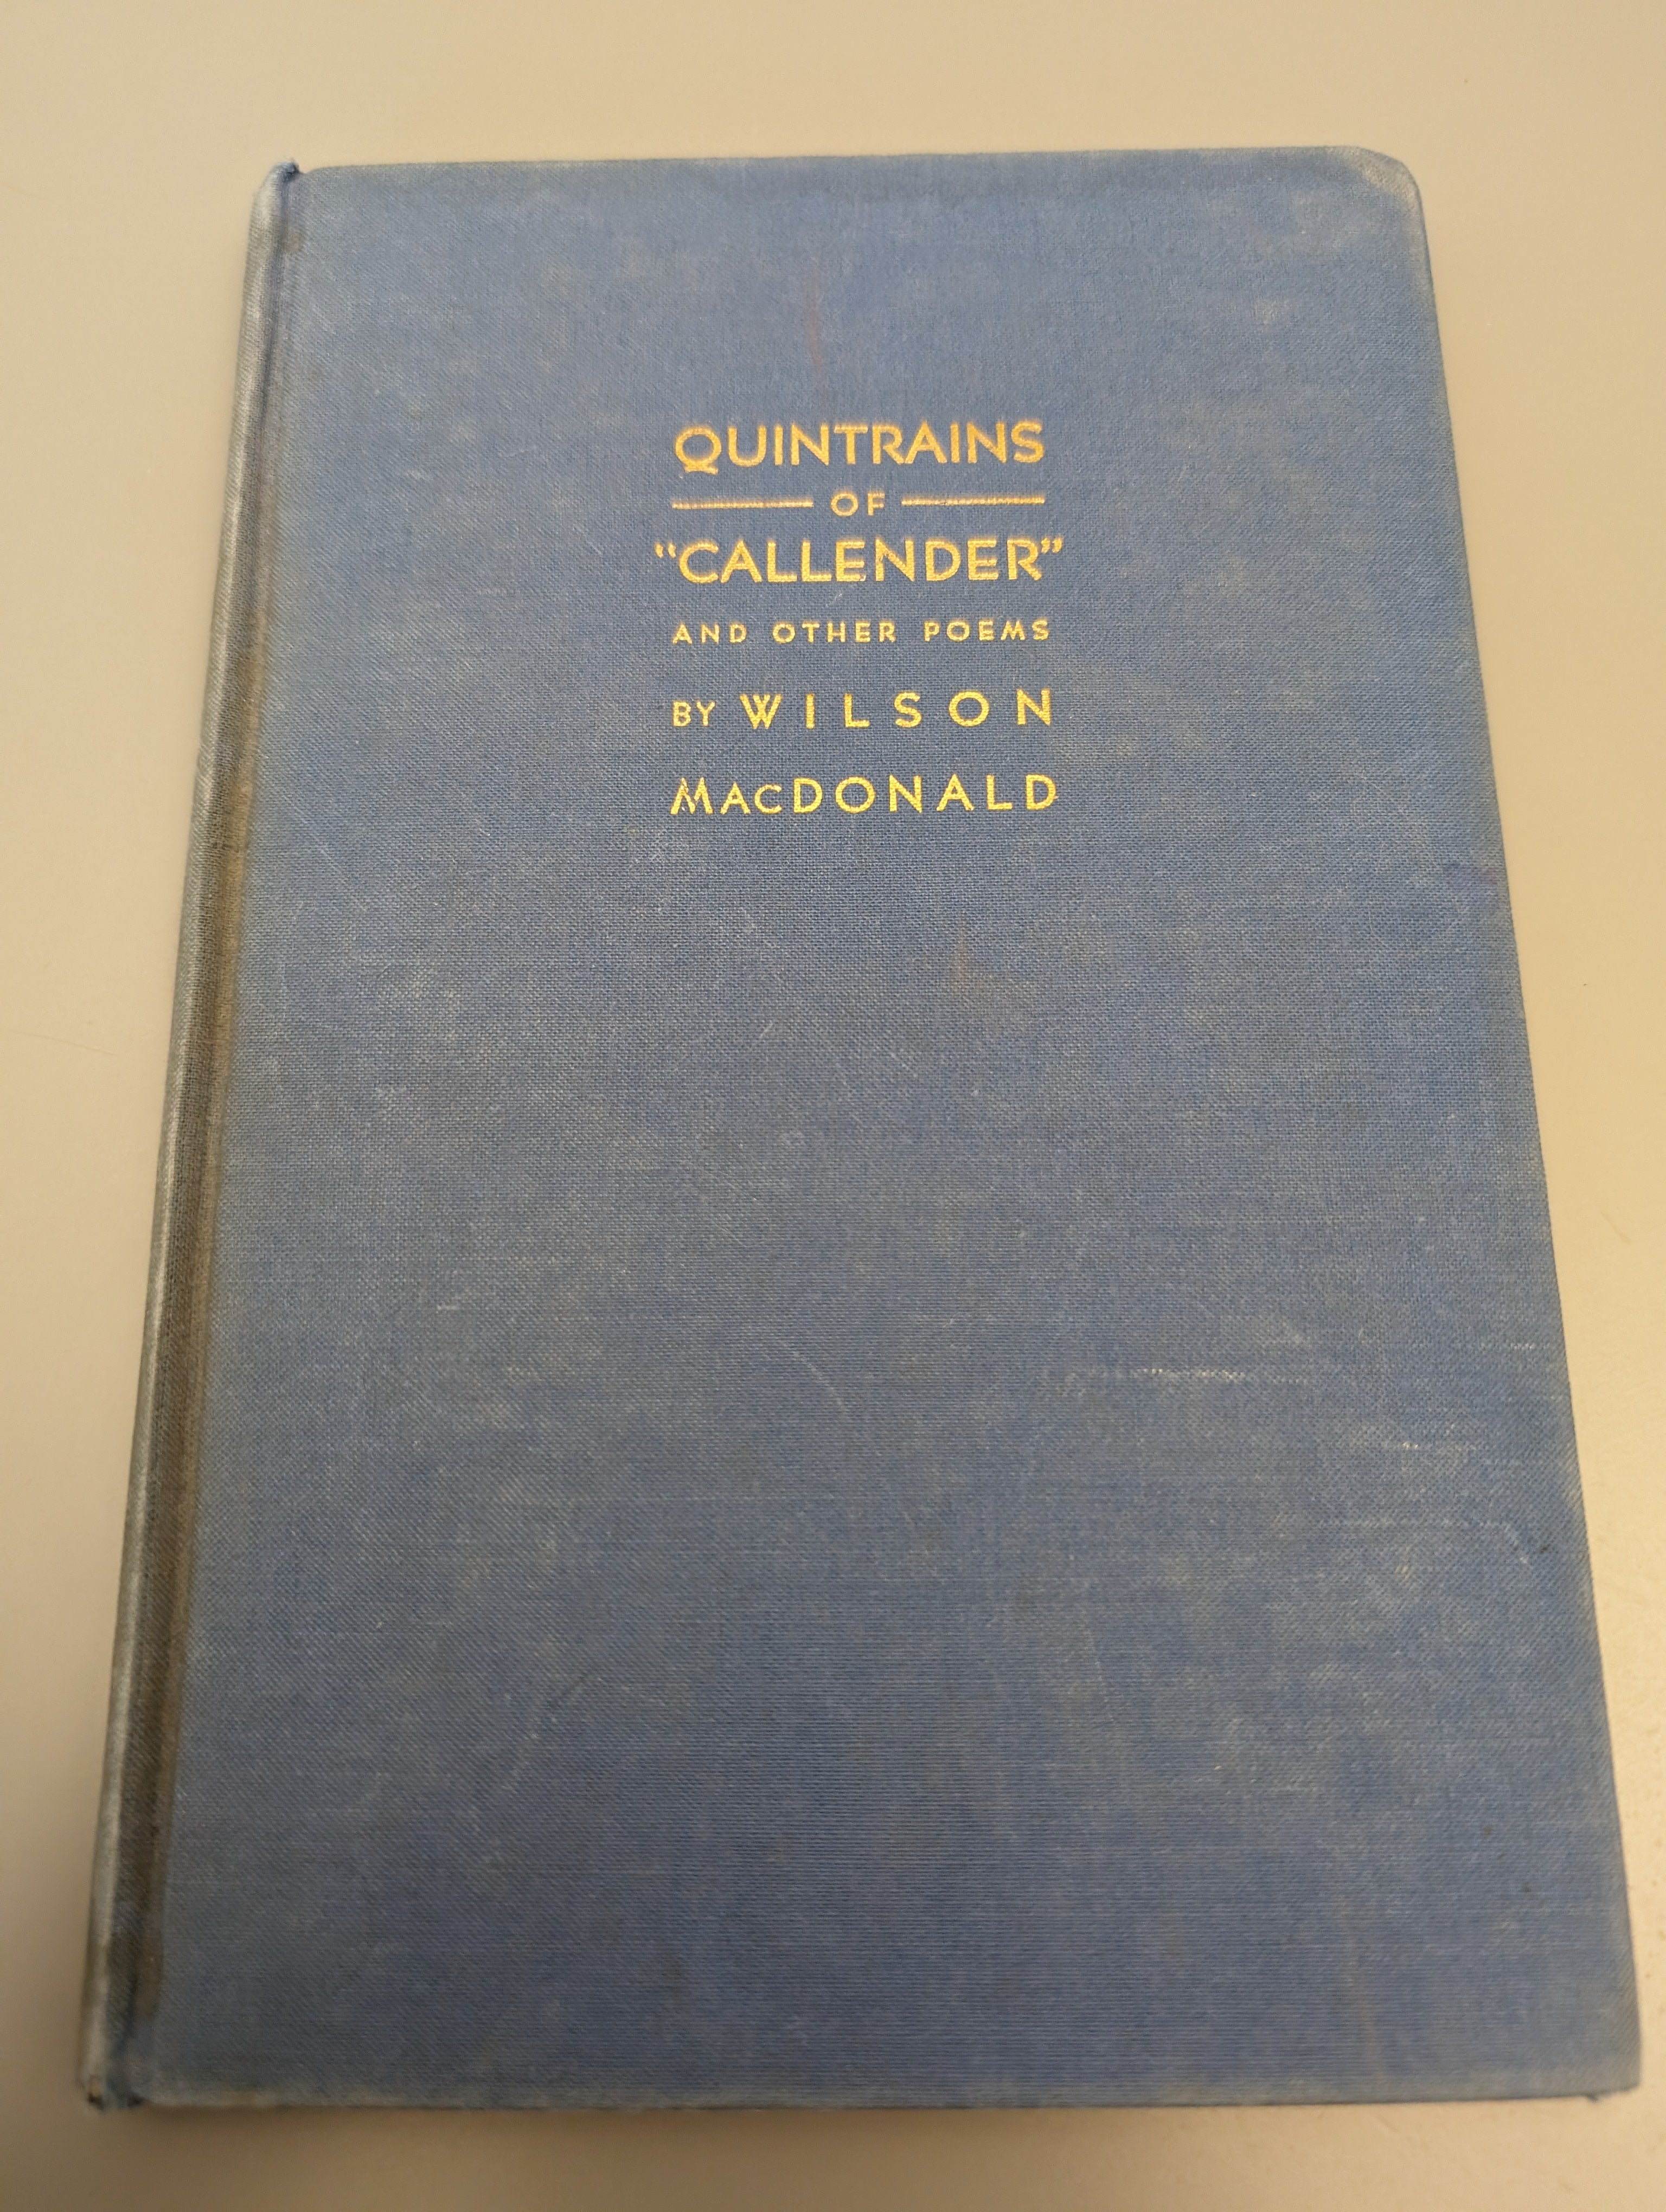 QUINTRAINS
OF
“CALLENDER”
AND OTHER POEMS
BY WILSON
MACDONALD